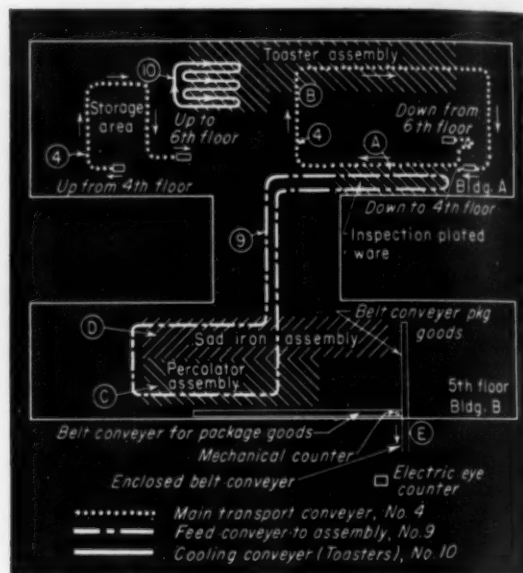 Toaster assembly
10
B
Storage
area
Up to
6th floor
Down from
6th floor
4
4
A
Up from 4th floor
Bldg. A
Down to 4th floor
9
Inspection plated
ware
Belt conveyer pkg
goods
D
Sad iron assembly
Percolator
assembly
C
5th floor
Bldg. B
Belt conveyer for package goods
E
Mechanical counter
Enclosed belt conveyer
Electric eye
counter
Main transport conveyer, No. 4
Feed conveyer to assembly, No. 9
Cooling conveyer (Toasters), No. 10